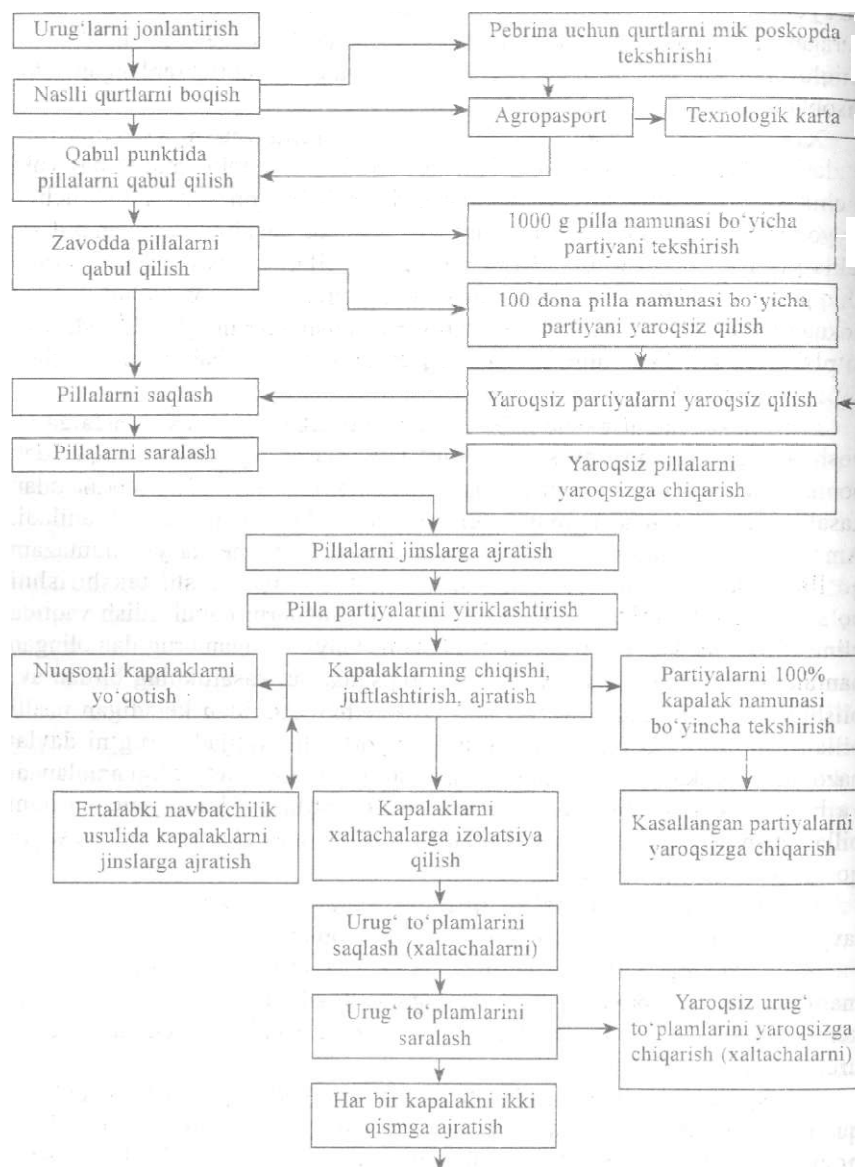 Urug‘larni jonlantirish
Pebrina uchun qurtlarni mik poskopda
tekshirishi
Naslli qurtlarni boqish
Agropasport
Texnologik karta
Qabul punktida
pillalarni qabul qilish
Zavodda pillalarni
qabul qilish
1000 g pilla namunasi bo‘yicha
partiyani tekshirish
100 dona pilla namunasi bo‘yicha
partiyani yaroqsiz qilish
Pillalarni saqlash
Yaroqsiz partiyalarni yaroqsiz qilish
Pillalarni saralash
Yaroqsiz pillalarni
yaroqsizga chiqarish
Pillalarni jinslarga ajratish
Pilla partiyalarini yiriklashtirish
Nuqsonli kapalaklarni
yo‘qotish
Kapalaklarning chiqishi,
juftlashtirish, ajratish
Partiyalarni 100%
kapalak namunasi
bo‘yincha tekshirish
Ertalabki navbatchilik
usulida kapalaklarni
jinslarga ajratish
Kapalaklarni
xaltachalarga izolatsiya
qilish
Kasallangan partiyalarni
yaroqsizga chiqarish
Urug‘ to‘plamlarini
saqlash (xaltachalarni)
Urug‘ to‘plamlarini
saralash
Yaroqsiz urug‘
to‘plamlarini yaroqsizga
chiqarish (xaltachalarni)
Har bir kapalakni ikki
qismga ajratish